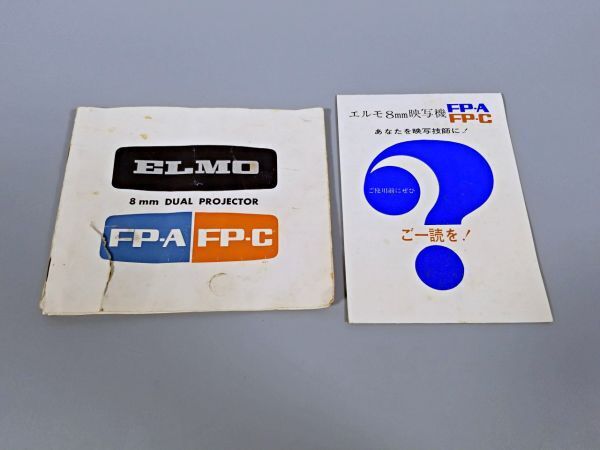 ELMO
8mm DUAL PROJECTOR
FP-A FP-C
エルモ8mm映写機 FP-A
FP-C
あなたを映写技師に!
ご使用前にぜひ
ご一読を!